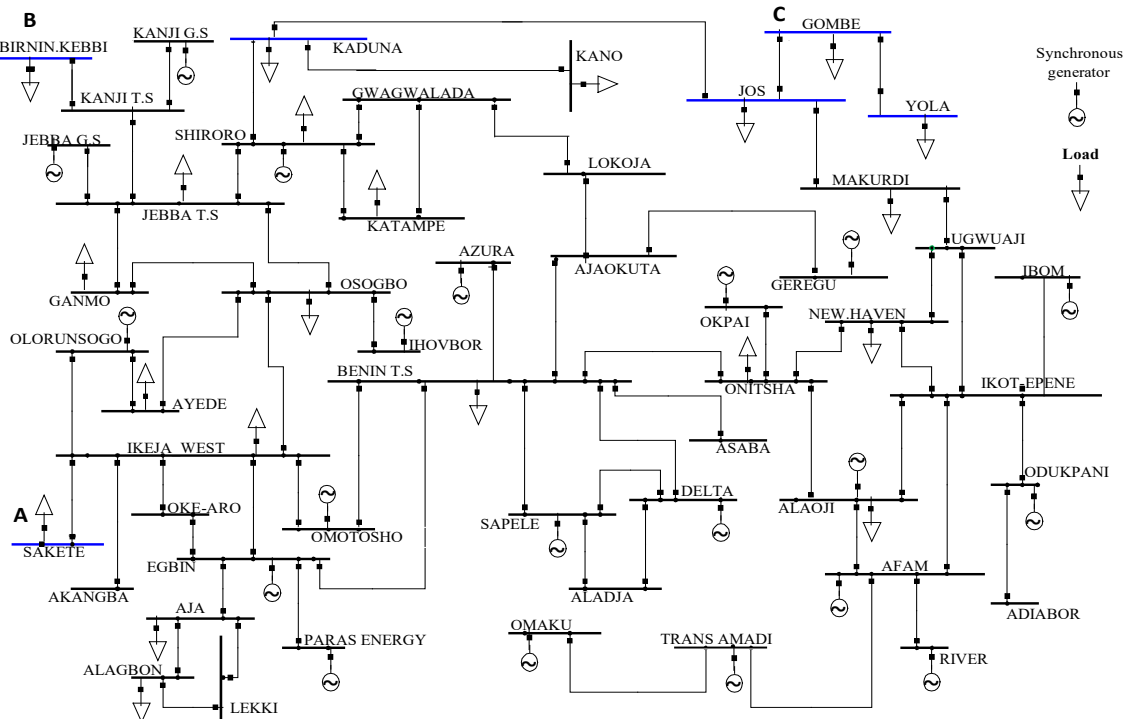 B
C
KANJI G.S
GOMBE
BIRNIN.KEBBI
KADUNA
KANO
Synchronous
generator
KANJI T.S
GWAGWALADA
JOS
YOLA
JEBBA G.S
SHIRORO
Load
LOKOJA
MAKURDI
JEBBA T.S
KATAMPE
UGWUAJI
AZURA
AJAOKUTA
IBOM
GEREGU
GANMO
OSOGBO
OKPAI
NEW.HAVEN
OLORUNSOGO
IHOVBOR
BENIN T.S
ONITSHA
IKOT-EPENE
AYEDE
IKEJA WEST
ASABA
ODUKPANI
DELTA
A
OKE-ARO
ALAOJI
SAPELE
OMOTOSHO
SAKETE
EGBIN
AFAM
AKANGBA
ALADJA
AJA
ADIABOR
OMAKU
PARAS ENERGY
TRANS AMADI
RIVER
ALAGBON
LEKKI